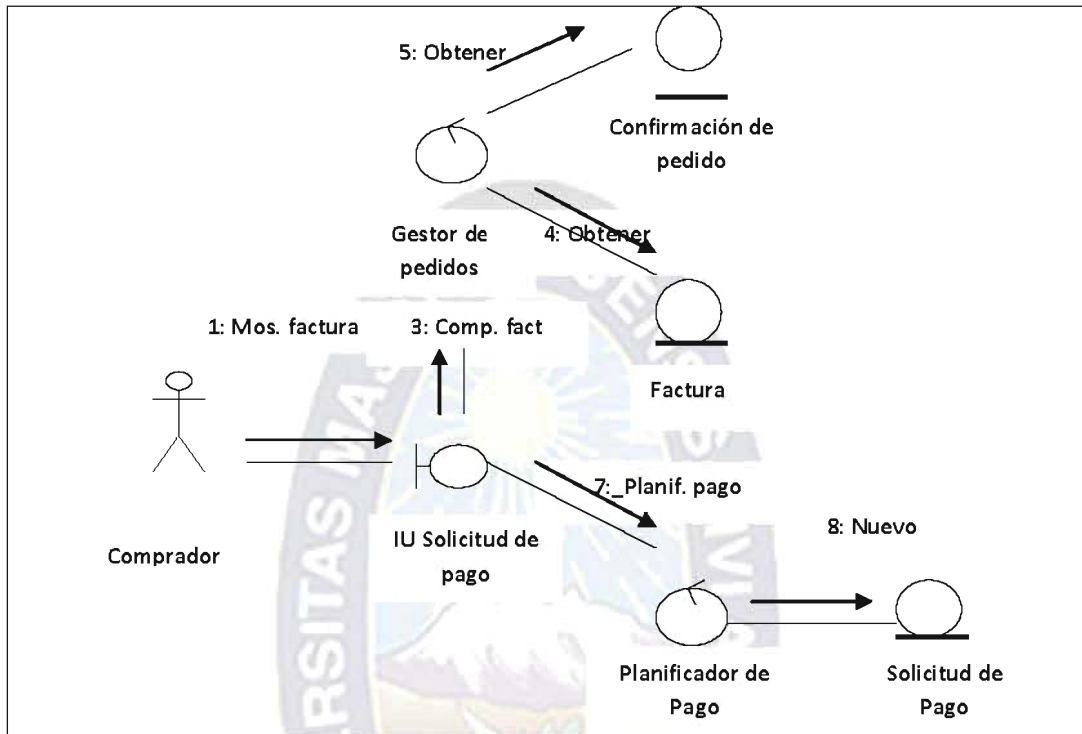 5: Obtener
Confirmación de
pedido
Gestor de
pedidos
4: Obtener
1: Mos. factura
3: Comp. fact
Factura
7:_Planif. pago
8: Nuevo
Comprador
IU Solicitud de
pago
Planificador de
Pago
Solicitud de
Pago